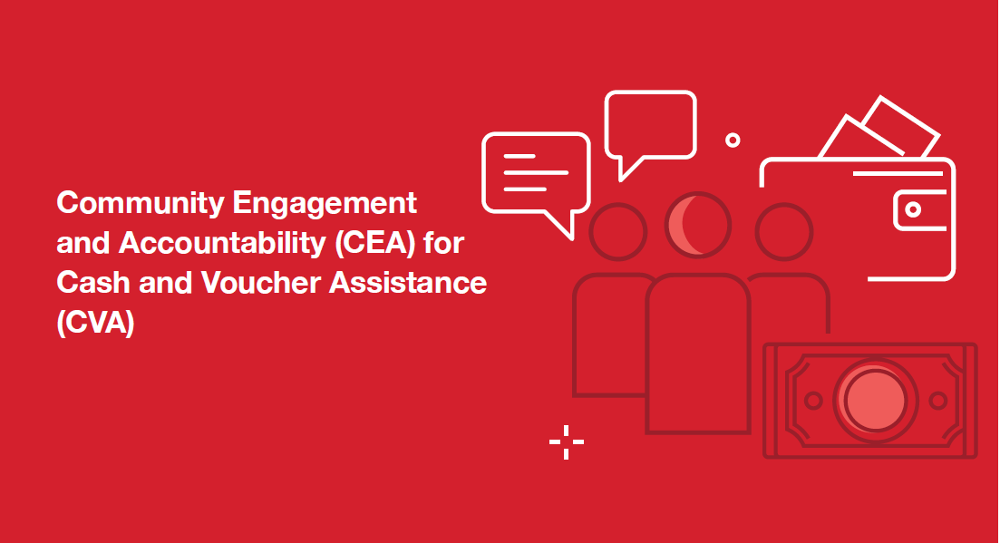 Community Engagement
and Accountability (CEA) for
Cash and Voucher Assistance
(CVA)